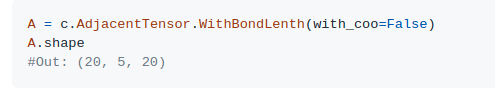 A = c.AdjacentTensor.WithBondLenth(with_coo=False)
A.shape
#Out: (20, 5, 20)